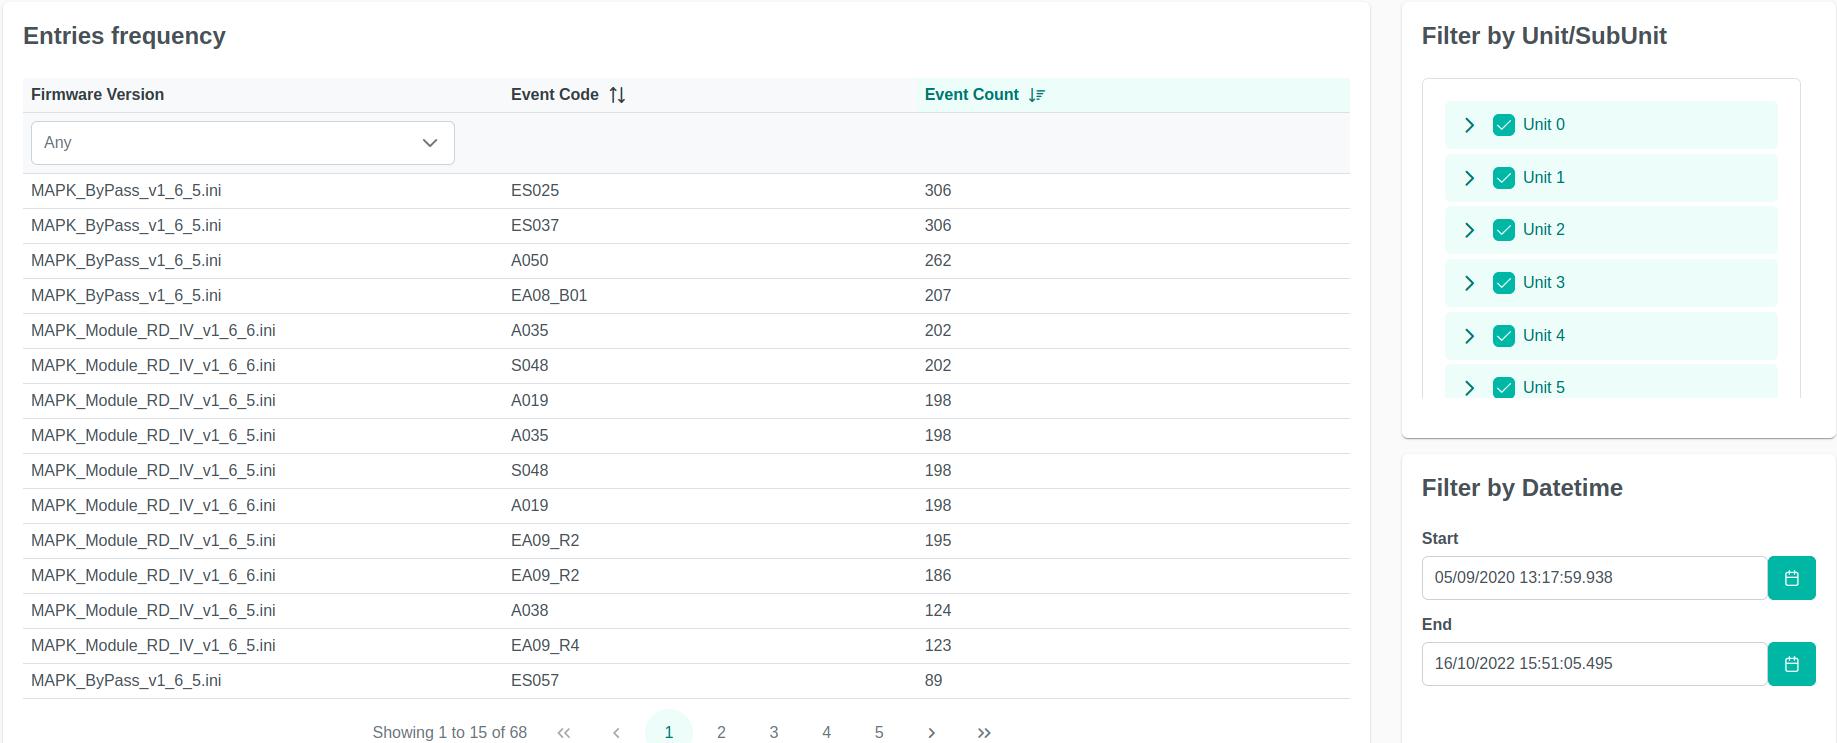 Entries frequency
Firmware Version Event Code Event Count
Any
MAPK_ByPass_v1_6_5.ini ES025 306
MAPK_ByPass_v1_6_5.ini ES037 306
MAPK_ByPass_v1_6_5.ini A050 262
MAPK_ByPass_v1_6_5.ini EA08_B01 207
MAPK_Module_RD_IV_v1_6_6.ini A035 202
MAPK_Module_RD_IV_v1_6_6.ini S048 202
MAPK_Module_RD_IV_v1_6_5.ini A019 198
MAPK_Module_RD_IV_v1_6_5.ini A035 198
MAPK_Module_RD_IV_v1_6_5.ini S048 198
MAPK_Module_RD_IV_v1_6_6.ini A019 198
MAPK_Module_RD_IV_v1_6_5.ini EA09_R2 195
MAPK_Module_RD_IV_v1_6_6.ini EA09_R2 186
MAPK_Module_RD_IV_v1_6_5.ini A038 124
MAPK_Module_RD_IV_v1_6_5.ini EA09_R4 123
MAPK_ByPass_v1_6_5.ini ES057 89
Showing 1 to 15 of 68 « ‹ 1 2 3 4 5 › »
Filter by Unit/SubUnit
Unit 0
Unit 1
Unit 2
Unit 3
Unit 4
Unit 5
Filter by Datetime
Start
05/09/2020 13:17:59.938
End
16/10/2022 15:51:05.495